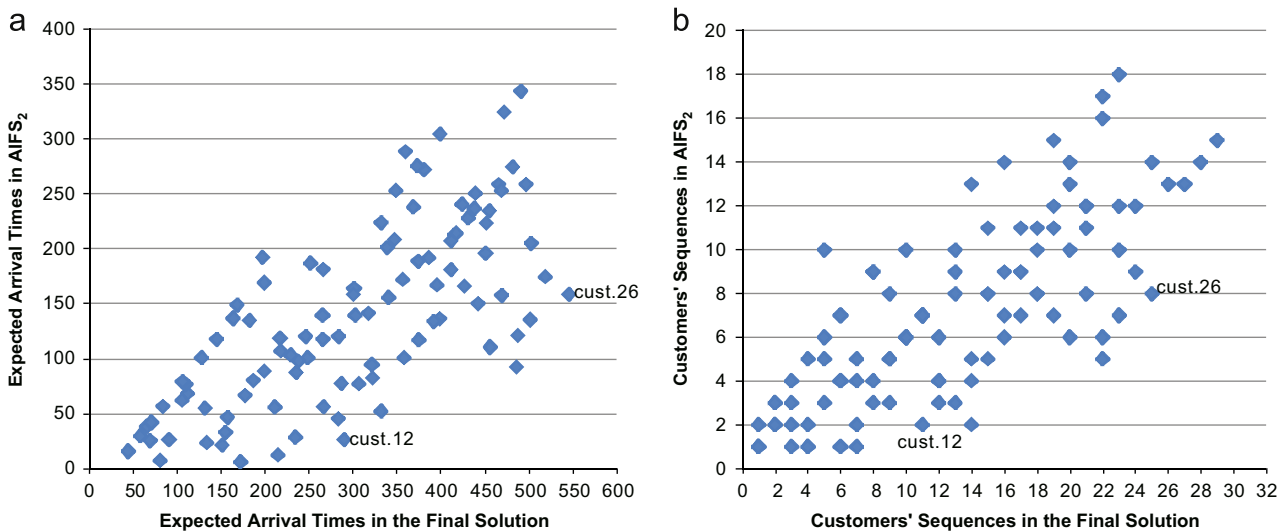 a
400
350
300
250
200
150
100
50
0
Expected Arrival Times in AIFS₂
cust.26
cust.12
0 50 100 150 200 250 300 350 400 450 500 550 600
Expected Arrival Times in the Final Solution
b
20
18
16
14
12
10
8
6
4
2
0
Customers' Sequences in AIFS₂
cust.26
cust.12
0 2 4 6 8 10 12 14 16 18 20 22 24 26 28 30 32
Customers' Sequences in the Final Solution